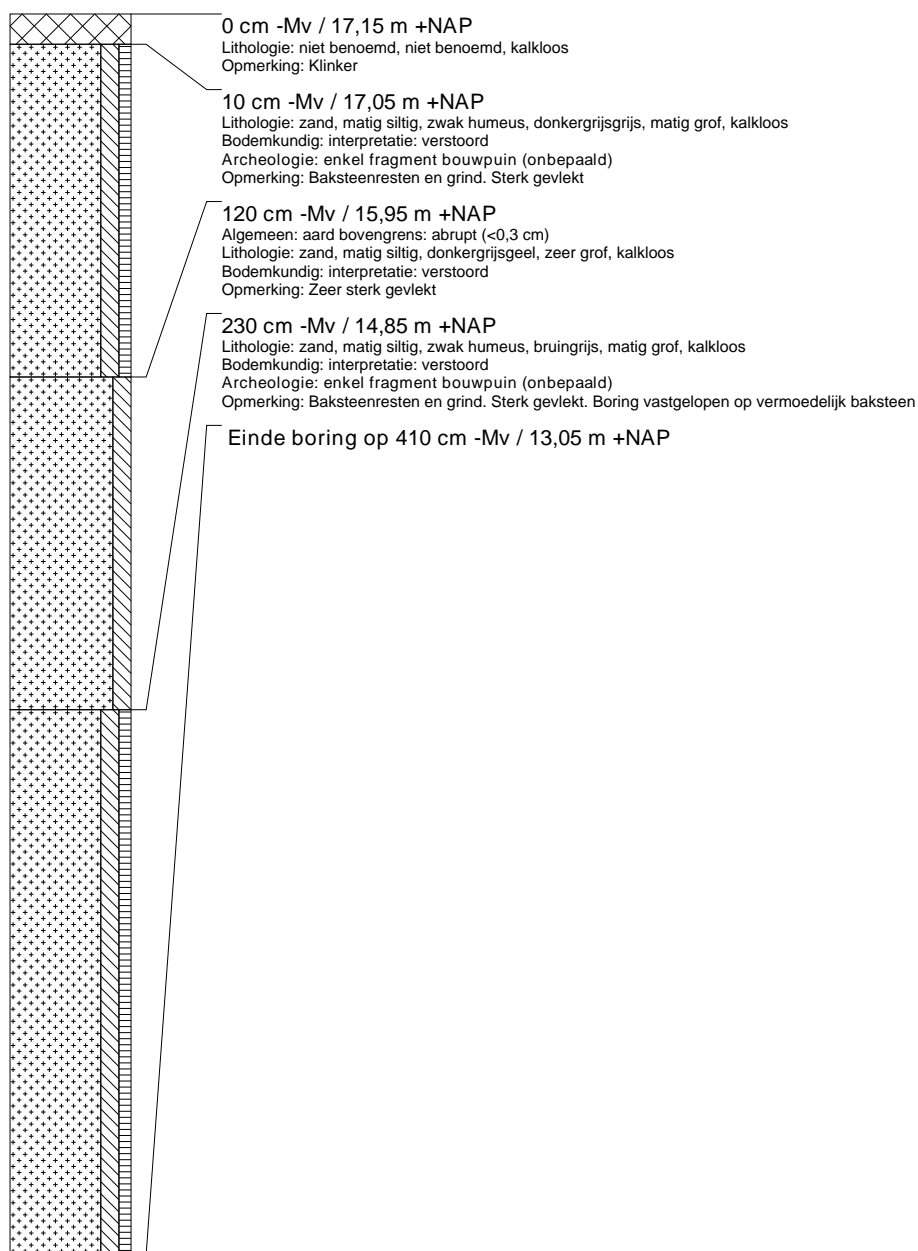 0 cm -Mv / 17,15 m +NAP
Lithologie: niet benoemd, niet benoemd, kalkloos
Opmerking: Klinker
10 cm -Mv / 17,05 m +NAP
Lithologie: zand, matig siltig, zwak humeus, donkergrijsgrijs, matig grof, kalkloos
Bodemkundig: interpretatie: verstoord
Archeologie: enkel fragment bouwpuin (onbepaald)
Opmerking: Baksteenresten en grind. Sterk gevlekt
120 cm -Mv / 15,95 m +NAP
Algemeen: aard bovengrens: abrupt (<0,3 cm)
Lithologie: zand, matig siltig, donkergrijsgeel, zeer grof, kalkloos
Bodemkundig: interpretatie: verstoord
Opmerking: Zeer sterk gevlekt
230 cm -Mv / 14,85 m +NAP
Lithologie: zand, matig siltig, zwak humeus, bruingrijs, matig grof, kalkloos
Bodemkundig: interpretatie: verstoord
Archeologie: enkel fragment bouwpuin (onbepaald)
Opmerking: Baksteenresten en grind. Sterk gevlekt. Boring vastgelopen op vermoedelijk baksteen
Einde boring op 410 cm -Mv / 13,05 m +NAP